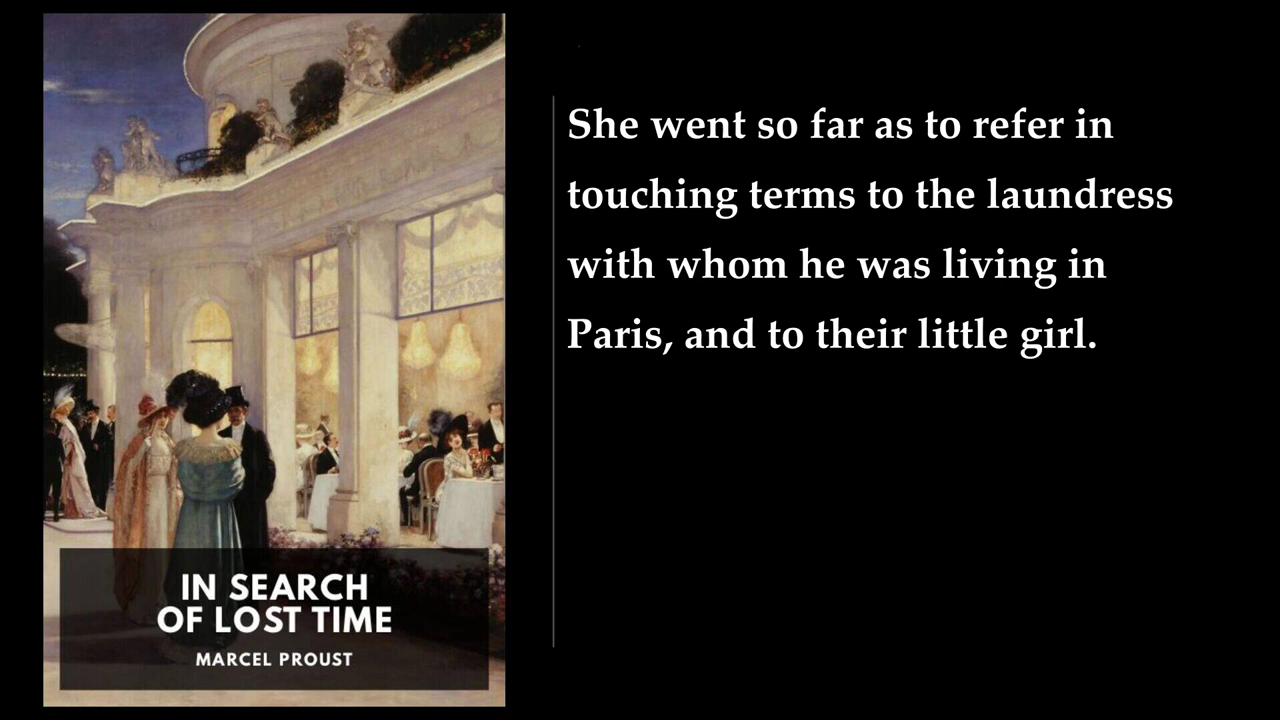 She went so far as to refer in
touching terms to the laundress
with whom he was living in
Paris, and to their little girl.
IN SEARCH
OF LOST TIME
MARCEL PROUST